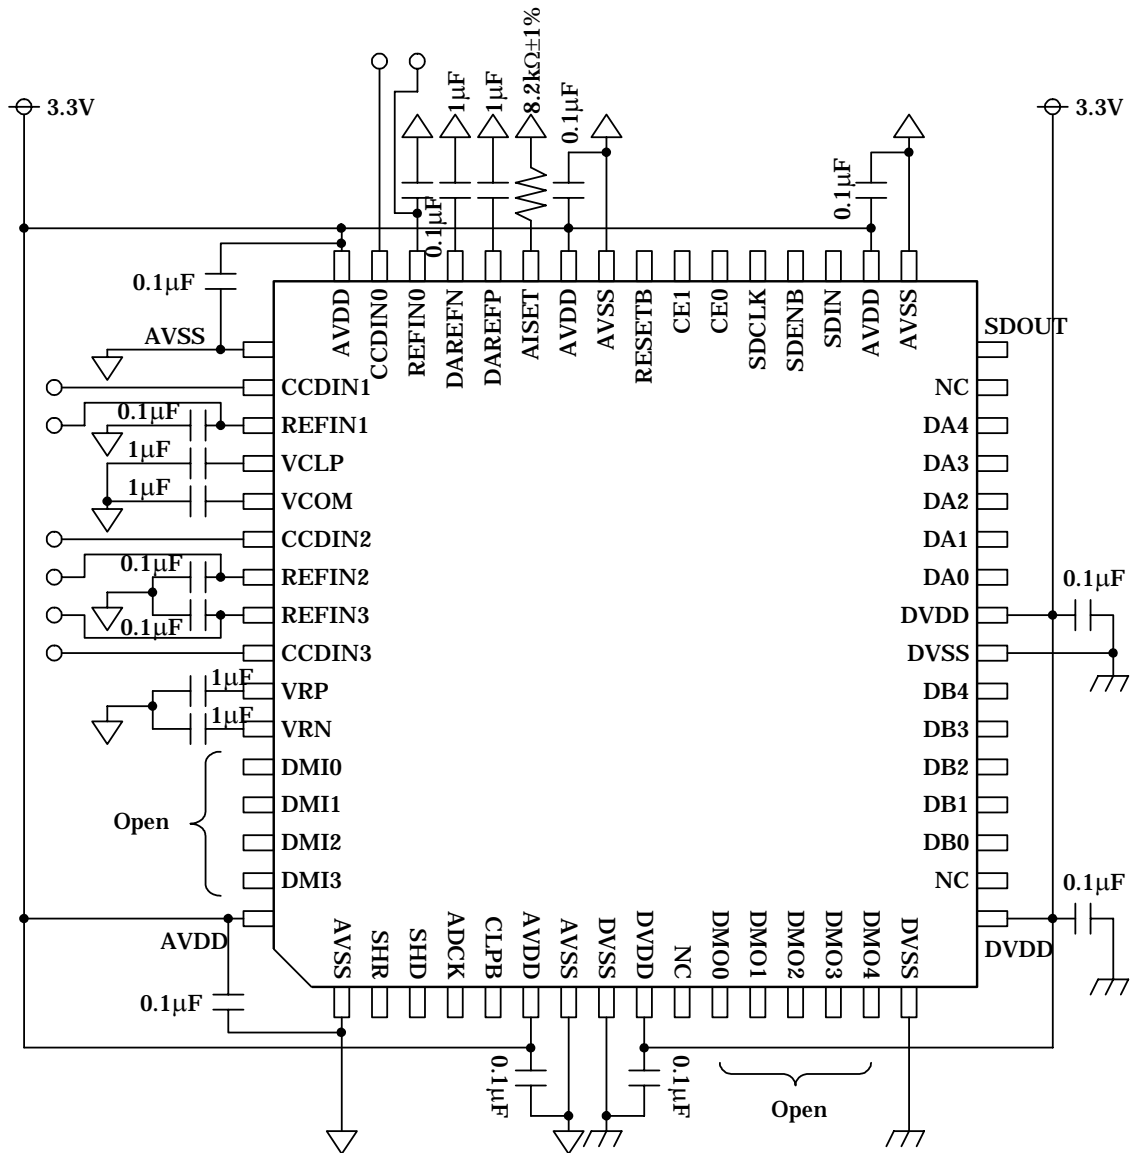 8.2kΩ±1%
1µF
1µF
0.1µF
3.3V
3.3V
0.1µF
0.1µF
0.1µF
AVDD
CCDIN0
REFIN0
DAREFN
DAREFP
AISET
AVDD
AVSS
RESETB
CE1
CE0
SDCLK
SDENB
SDIN
AVDD
AVSS
AVSS
SDOUT
CCDIN1
NC
0.1µF
REFIN1
DA4
1µF
VCLP
DA3
1µF
VCOM
DA2
CCDIN2
DA1
0.1µF
REFIN2
DA0
0.1µF
REFIN3
DVDD
0.1µF
CCDIN3
DVSS
1µF
VRP
DB4
1µF
VRN
DB3
DMI0
DB2
Open
DMI1
DB1
DMI2
DB0
DMI3
NC
0.1µF
AVDD
DVDD
AVSS
SHR
SHD
ADCK
CLPB
AVDD
AVSS
DVSS
DVDD
NC
DMO0
DMO1
DMO2
DMO3
DMO4
DVSS
0.1µF
0.1µF
0.1µF
Open